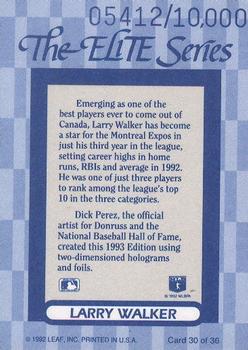 05412/10,000
The ELITE Series
Emerging as one of the
best players ever to come out of
Canada, Larry Walker has become
a star for the Montreal Expos in
just his third year in the league,
setting career highs in home
runs, RBIs and average in 1992.
He was one of just three players
to rank among the league's top
10 in the three categories.
Dick Perez, the official
artist for Donruss and the
National Baseball Hall of Fame,
created this 1993 Edition using
two-dimensional holograms
and foils.
© 1992 MLBPA
LARRY WALKER
© 1992 LEAF, INC. PRINTED IN U.S.A.
Card 30 of 36